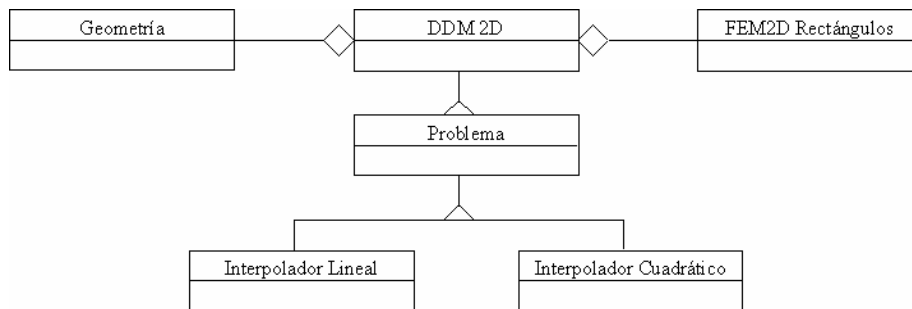 Geometría
DDM 2D
FEM2D Rectángulos
Problema
Interpolador Lineal
Interpolador Cuadrático